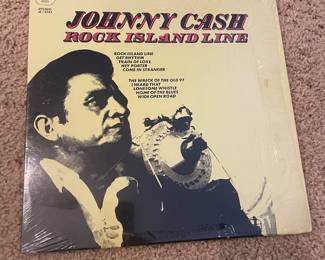 STEREO
JOHNNY CASH
ROCK ISLAND LINE
ROCK ISLAND LINE
GET RHYTHM
TRAIN OF LOVE
HEY PORTER
COME IN STRANGER
THE WRECK OF THE OLD 97
I HEARD THAT
LONESOME WHISTLE
HOME OF THE BLUES
WIDE OPEN ROAD